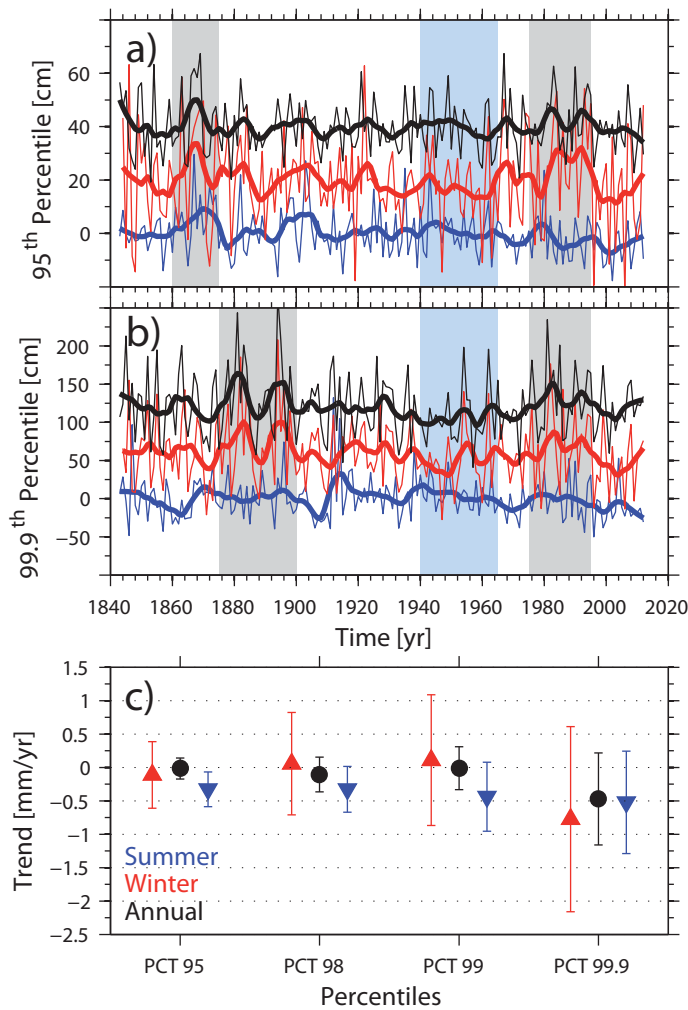 a)
95th Percentile [cm]
60
40
20
0
b)
99.9th Percentile [cm]
200
150
100
50
0
−50
1840 1860 1880 1900 1920 1940 1960 1980 2000 2020
Time [yr]
c)
Trend [mm/yr]
1.5
1
0.5
0
−0.5
−1
−1.5
−2
−2.5
Summer
Winter
Annual
PCT 95 PCT 98 PCT 99 PCT 99.9
Percentiles